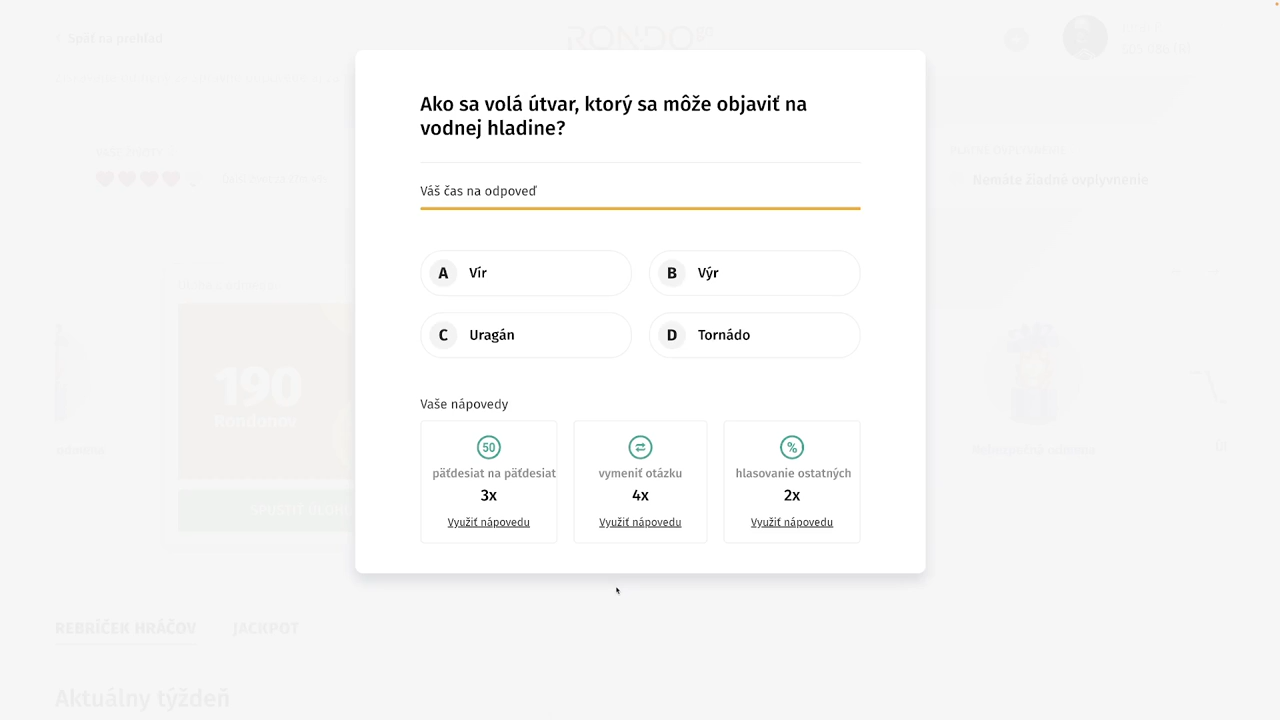 Späť na prehľad
RONDO
Nemáte žiadne ovplyvnenie
Ako sa volá útvar, ktorý sa môže objaviť na
vodnej hladine?
Váš čas na odpoveď
A Vír
B Výr
C Uragán
D Tornádo
Vaše nápovedy
50
päťdesiat na päťdesiat
3x
Využiť nápovedu
vymeniť otázku
4x
Využiť nápovedu
%
hlasovanie ostatných
2x
Využiť nápovedu
190
Rondonov
REBRÍČEK HRÁČOV
JACKPOT
Aktuálny týždeň